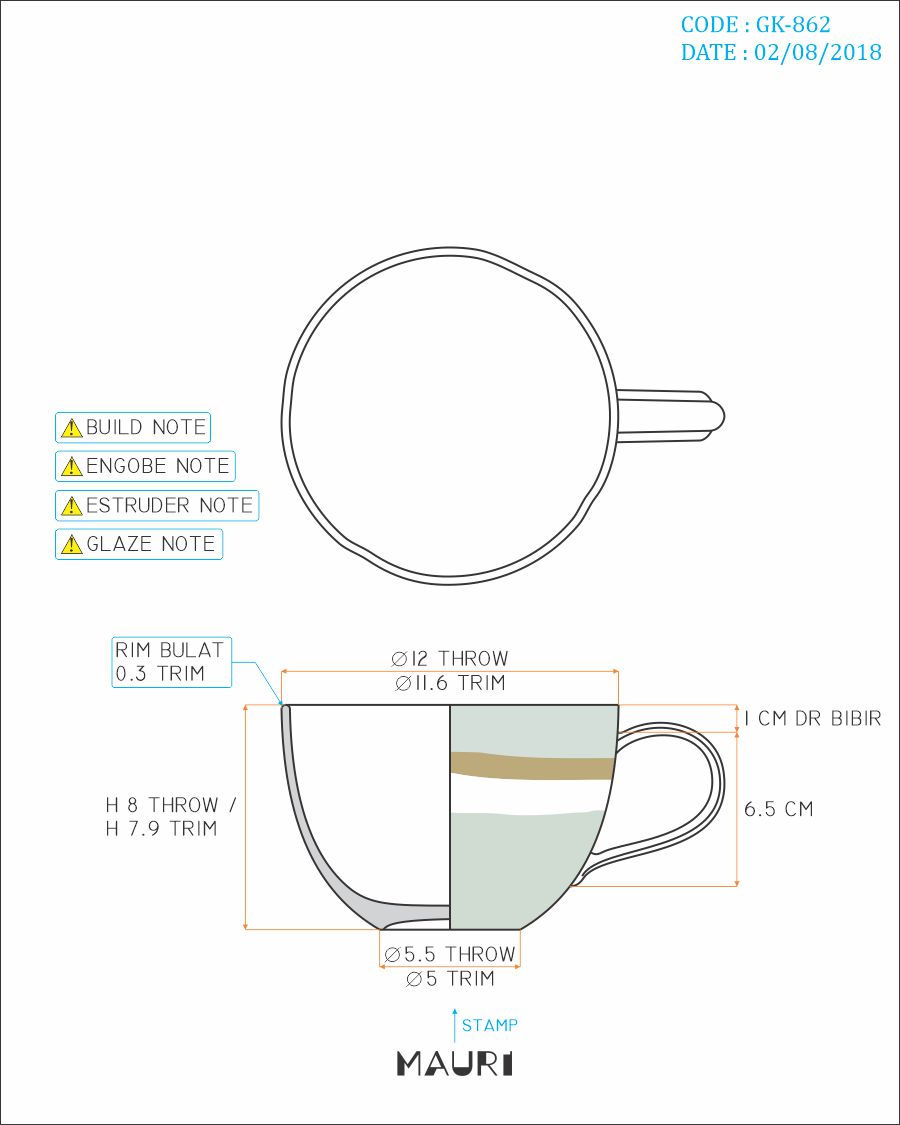 CODE : GK-862
DATE : 02/08/2018
BUILD NOTE
ENGOBE NOTE
ESTRUDER NOTE
GLAZE NOTE
RIM BULAT
0.3 TRIM
∅12 THROW
∅11.6 TRIM
1 CM DR BIBIR
H 8 THROW /
H 7.9 TRIM
6.5 CM
∅5.5 THROW
∅5 TRIM
STAMP
MAURI